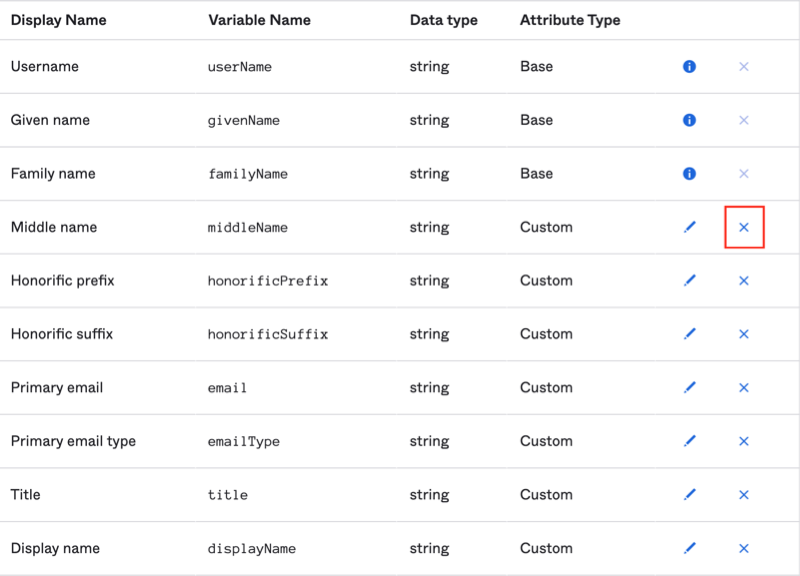 Display Name Variable Name Data type Attribute Type
Username userName string Base
Given name givenName string Base
Family name familyName string Base
Middle name middleName string Custom
Honorific prefix honorificPrefix string Custom
Honorific suffix honorificSuffix string Custom
Primary email email string Custom
Primary email type emailType string Custom
Title title string Custom
Display name displayName string Custom